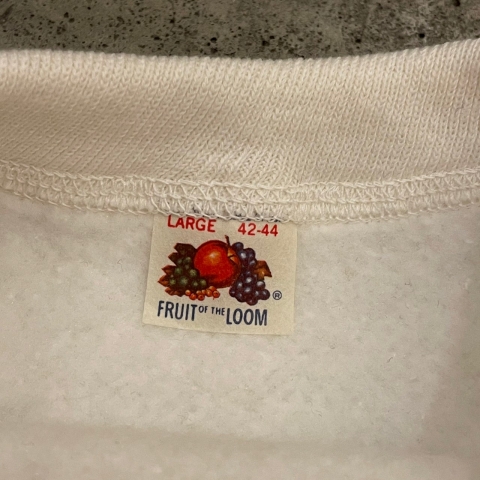 LARGE 42-44
®
FRUIT OF THE LOOM